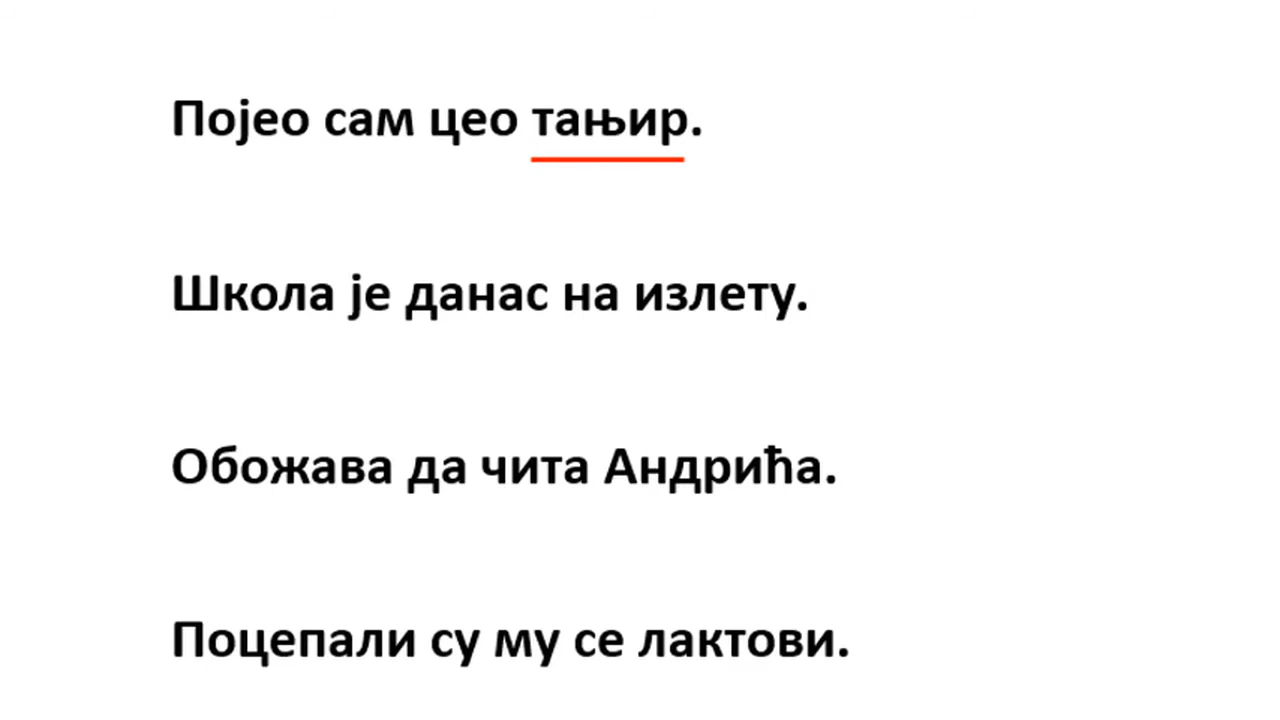 Појео сам цео тањир.
Школа је данас на излету.
Обожава да чита Андрића.
Поцепали су му се лактови.